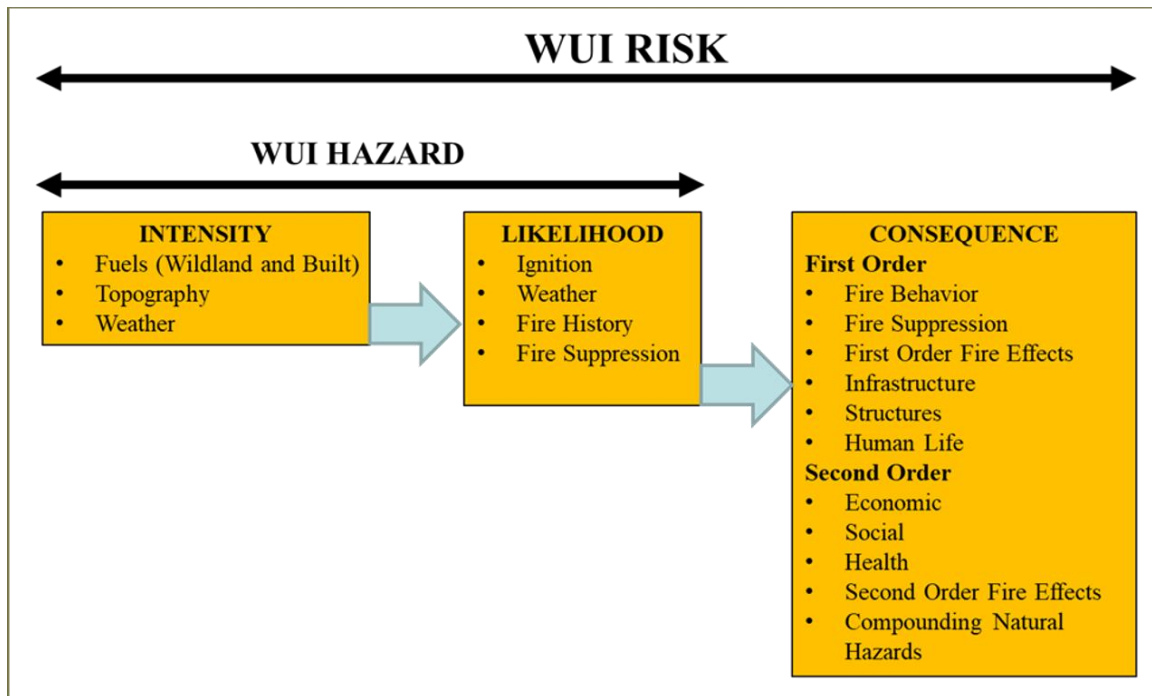 WUI RISK
WUI HAZARD
INTENSITY
• Fuels (Wildland and Built)
• Topography
• Weather
LIKELIHOOD
• Ignition
• Weather
• Fire History
• Fire Suppression
CONSEQUENCE
First Order
• Fire Behavior
• Fire Suppression
• First Order Fire Effects
• Infrastructure
• Structures
• Human Life
Second Order
• Economic
• Social
• Health
• Second Order Fire Effects
• Compounding Natural
Hazards